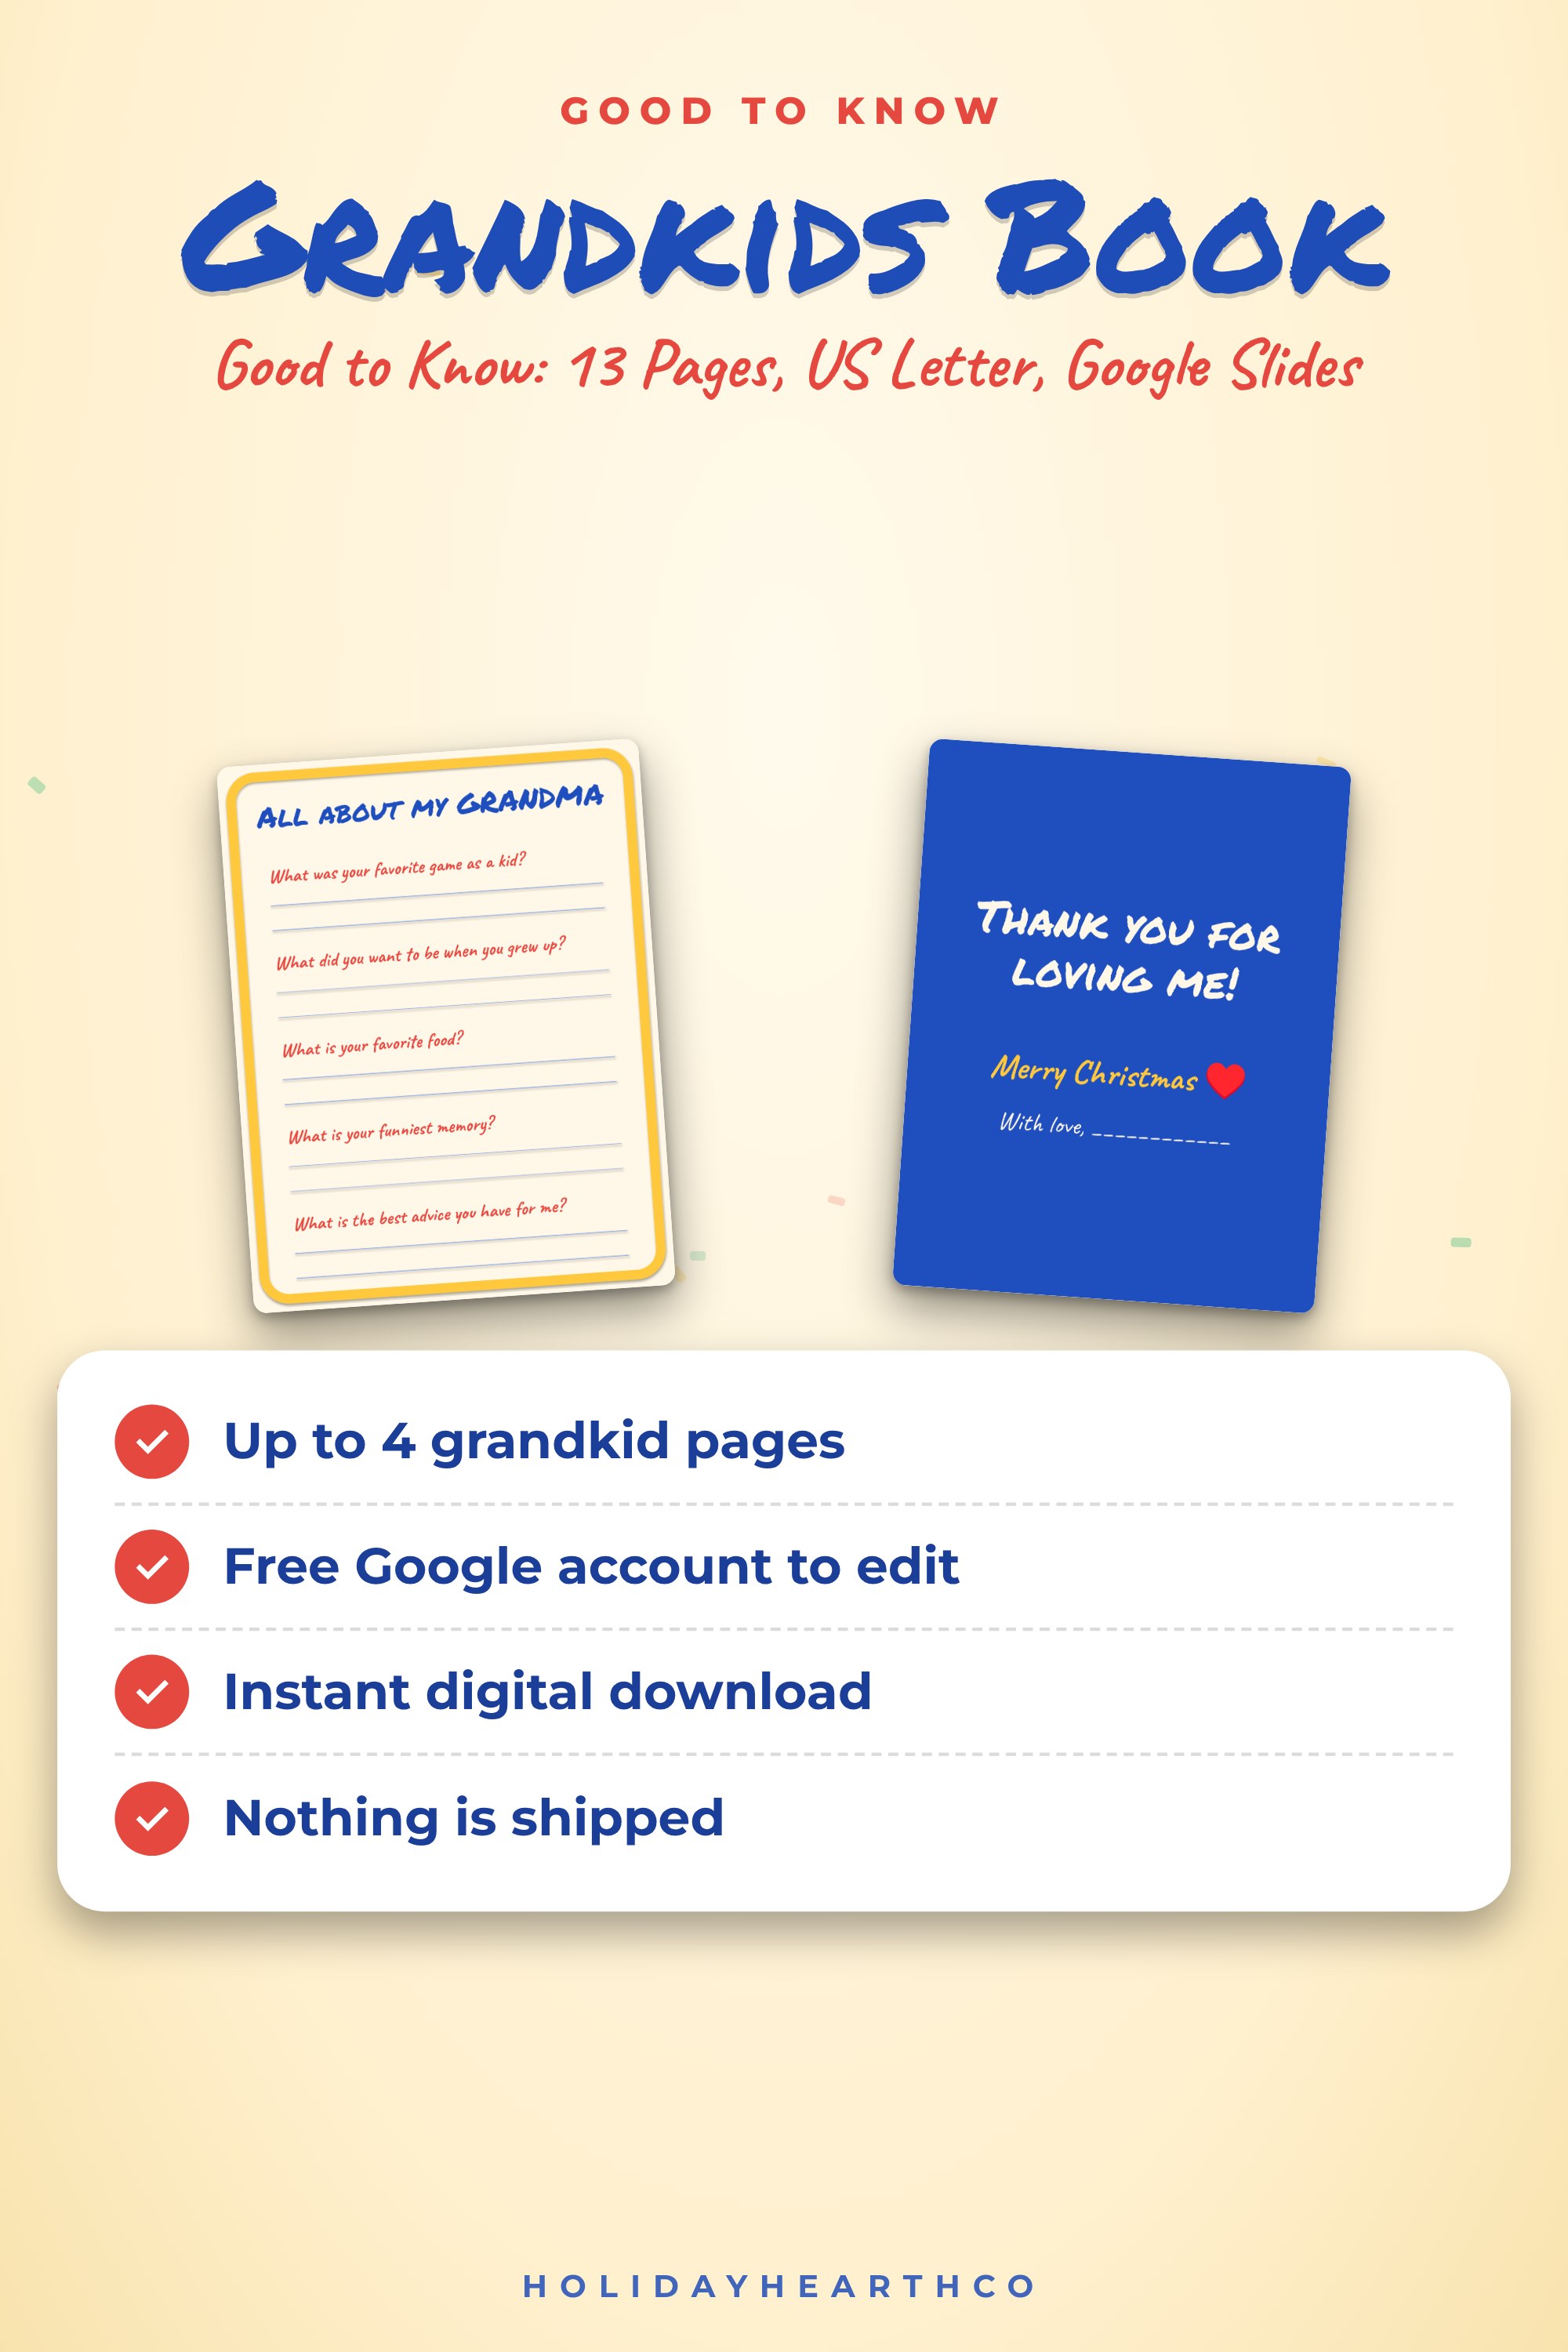 GOOD TO KNOW
GRANDKIDS BOOK
Good to Know: 13 Pages, US Letter, Google Slides
ALL ABOUT MY GRANDMA
What was your favorite game as a kid?
What did you want to be when you grew up?
What is your favorite food?
What is your funniest memory?
What is the best advice you have for me?
THANK YOU FOR
LOVING ME!
Merry Christmas ❤️
With love, ____________
Up to 4 grandkid pages
Free Google account to edit
Instant digital download
Nothing is shipped
HOLIDAYHEARTHCO